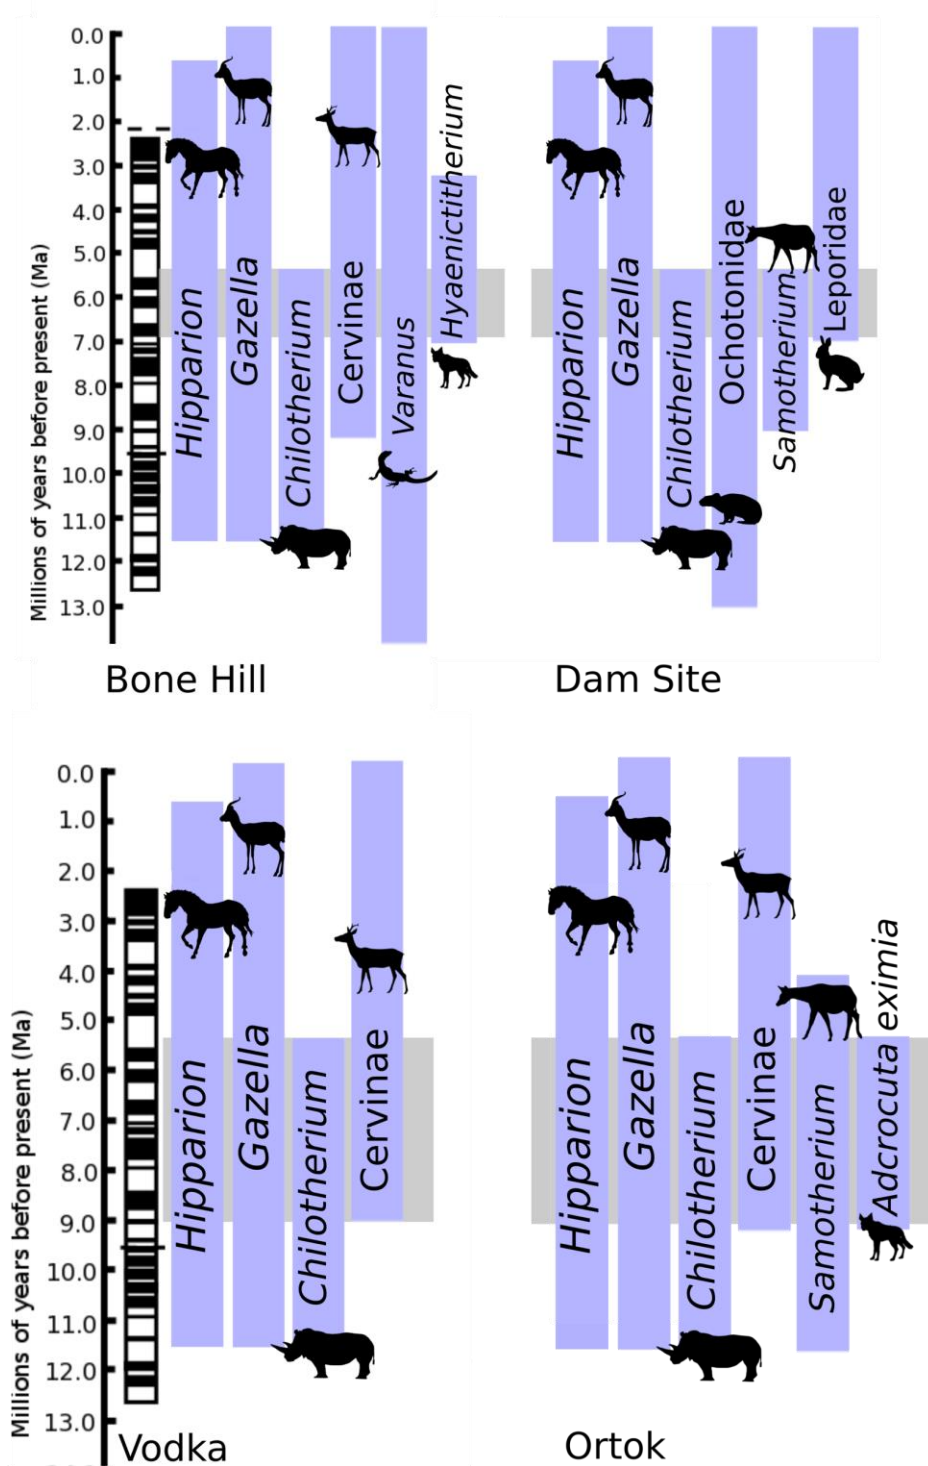 Millions of years before present (Ma)
0.0
1.0
2.0
3.0
4.0
5.0
6.0
7.0
8.0
9.0
10.0
11.0
12.0
13.0
Hipparion
Gazella
Chilotherium
Cervinae
Varanus
Hyaenictitherium
Bone Hill
Hipparion
Gazella
Chilotherium
Ochotonidae
Samotherium
Leporidae
Dam Site
Millions of years before present (Ma)
0.0
1.0
2.0
3.0
4.0
5.0
6.0
7.0
8.0
9.0
10.0
11.0
12.0
13.0
Hipparion
Gazella
Chilotherium
Cervinae
Vodka
Hipparion
Gazella
Chilotherium
Cervinae
Samotherium
Adcrocuta eximia
Ortok